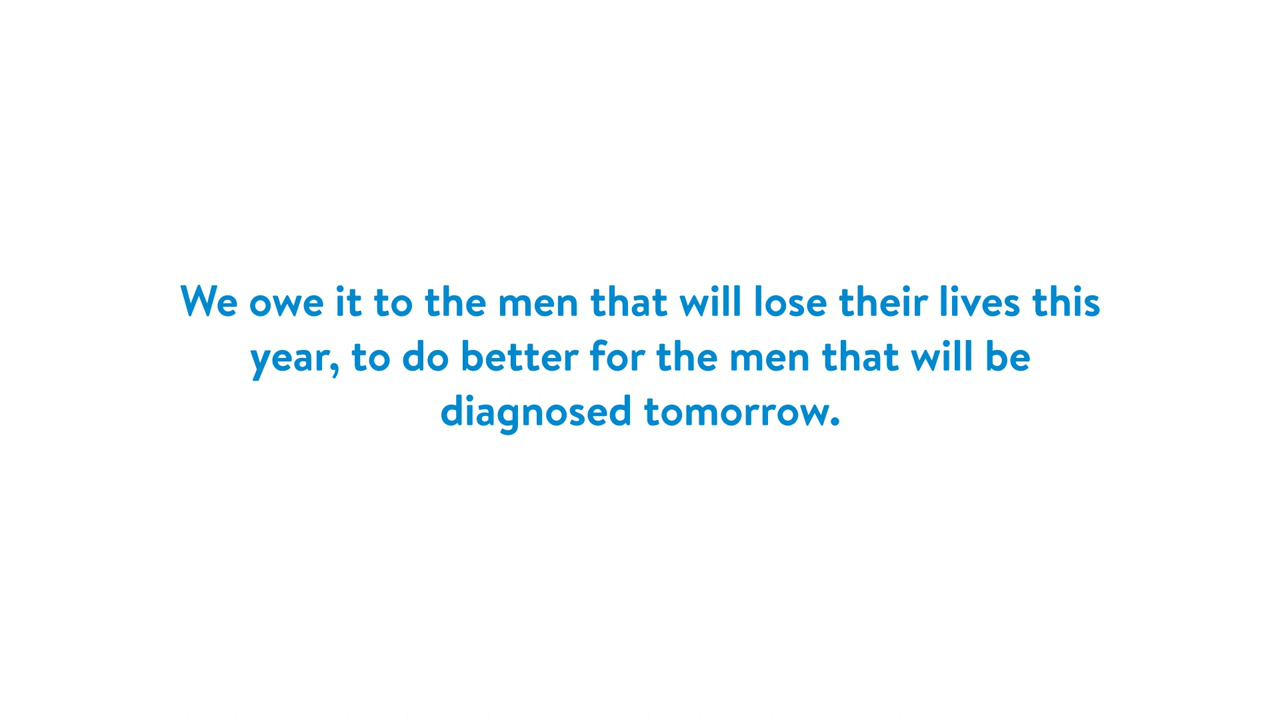 We owe it to the men that will lose their lives this
year, to do better for the men that will be
diagnosed tomorrow.